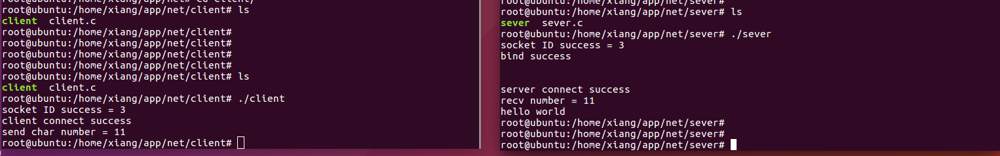 root@ubuntu:/home/xiang/app/net# cd client/
root@ubuntu:/home/xiang/app/net/client# ls
client  client.c
root@ubuntu:/home/xiang/app/net/client#
root@ubuntu:/home/xiang/app/net/client#
root@ubuntu:/home/xiang/app/net/client#
root@ubuntu:/home/xiang/app/net/client#
root@ubuntu:/home/xiang/app/net/client# ls
client  client.c
root@ubuntu:/home/xiang/app/net/client# ./client
socket ID success = 3
client connect success
send char number = 11
root@ubuntu:/home/xiang/app/net/client#
root@ubuntu:/home/xiang/app/net/sever#
root@ubuntu:/home/xiang/app/net/sever# ls
sever  sever.c
root@ubuntu:/home/xiang/app/net/sever# ./sever
socket ID success = 3
bind success
server connect success
recv number = 11
hello world
root@ubuntu:/home/xiang/app/net/sever#
root@ubuntu:/home/xiang/app/net/sever#
root@ubuntu:/home/xiang/app/net/sever#